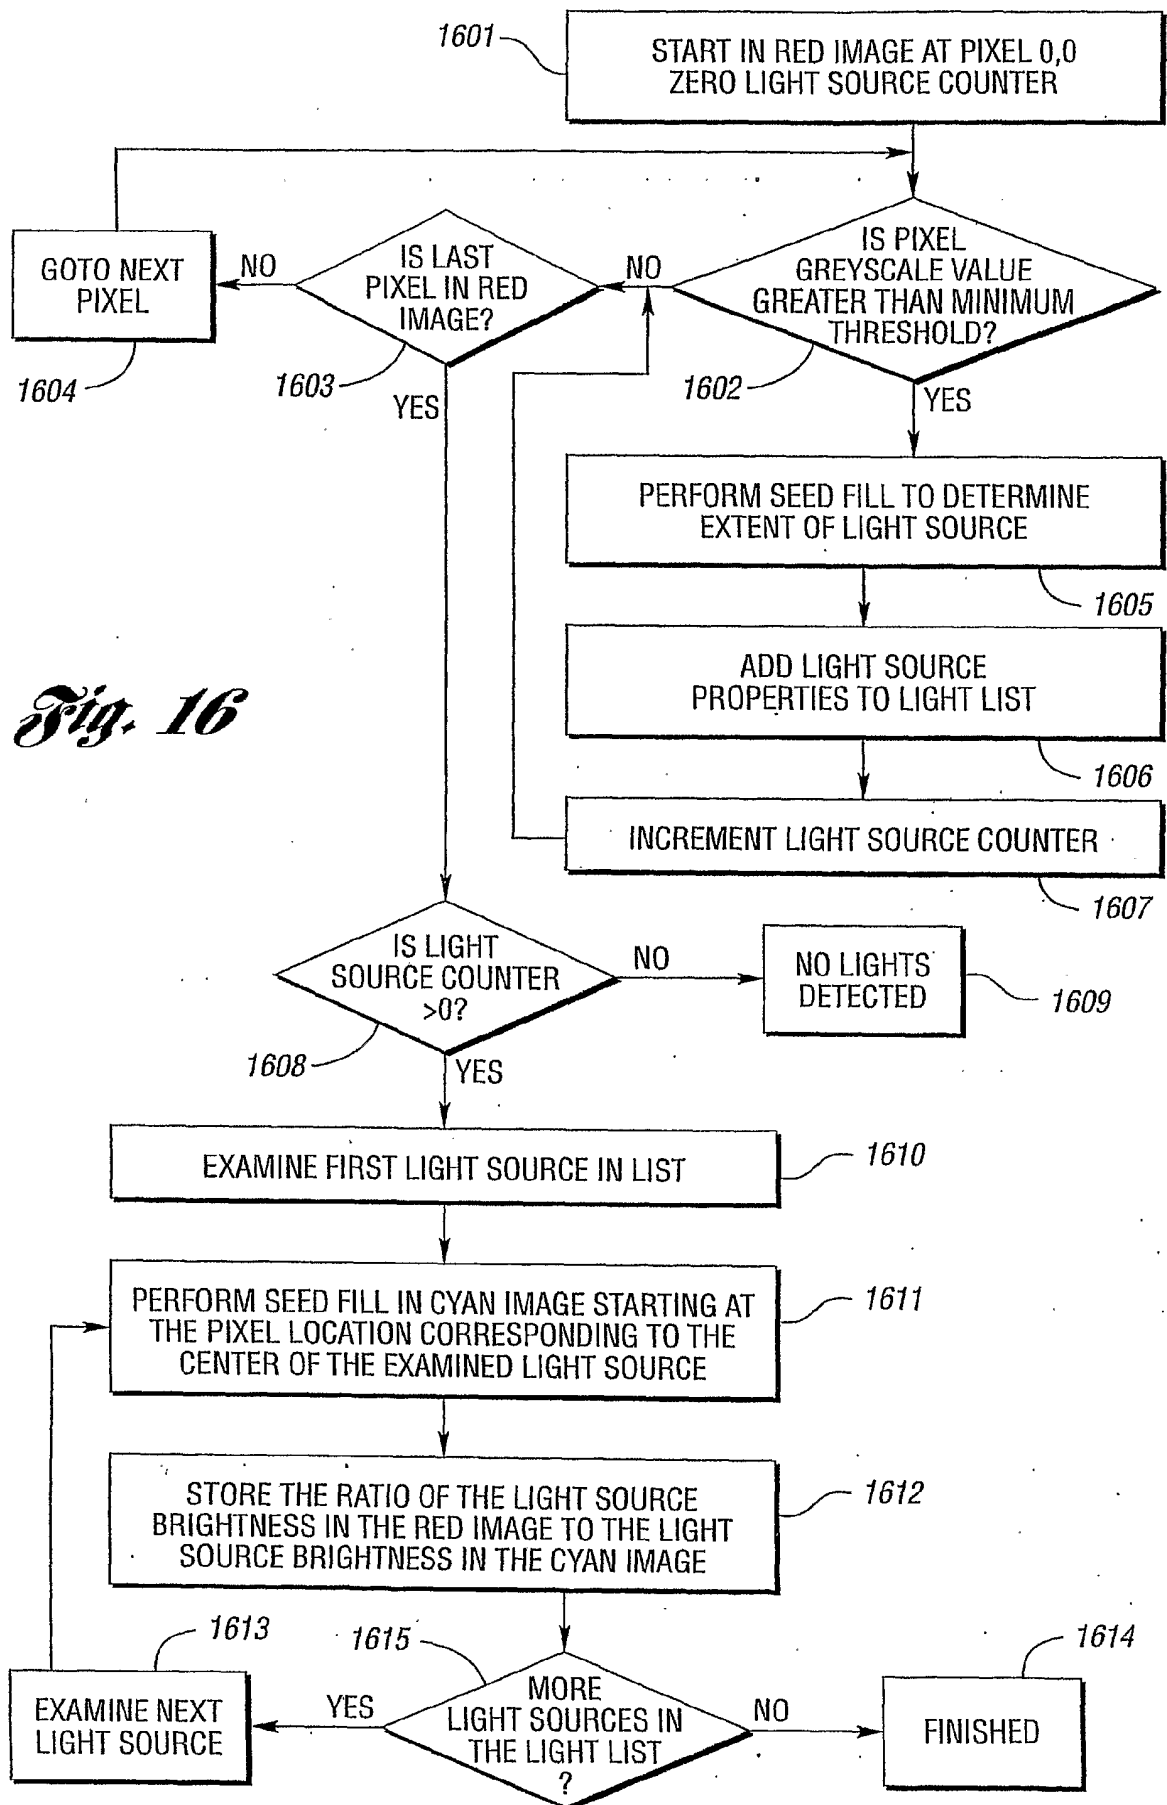 1601
START IN RED IMAGE AT PIXEL 0,0
ZERO LIGHT SOURCE COUNTER
GOTO NEXT
PIXEL
1604
NO
IS LAST
PIXEL IN RED
IMAGE?
1603
YES
NO
IS PIXEL
GREYSCALE VALUE
GREATER THAN MINIMUM
THRESHOLD?
1602
YES
PERFORM SEED FILL TO DETERMINE
EXTENT OF LIGHT SOURCE
1605
ADD LIGHT SOURCE
PROPERTIES TO LIGHT LIST
1606
Fig. 16
INCREMENT LIGHT SOURCE COUNTER
1607
IS LIGHT
SOURCE COUNTER
>0?
1608
NO
NO LIGHTS
DETECTED
1609
YES
EXAMINE FIRST LIGHT SOURCE IN LIST
1610
PERFORM SEED FILL IN CYAN IMAGE STARTING AT
THE PIXEL LOCATION CORRESPONDING TO THE
CENTER OF THE EXAMINED LIGHT SOURCE
1611
STORE THE RATIO OF THE LIGHT SOURCE
BRIGHTNESS IN THE RED IMAGE TO THE LIGHT
SOURCE BRIGHTNESS IN THE CYAN IMAGE
1612
1613
EXAMINE NEXT
LIGHT SOURCE
YES
1615
MORE
LIGHT SOURCES IN
THE LIGHT LIST
?
NO
1614
FINISHED